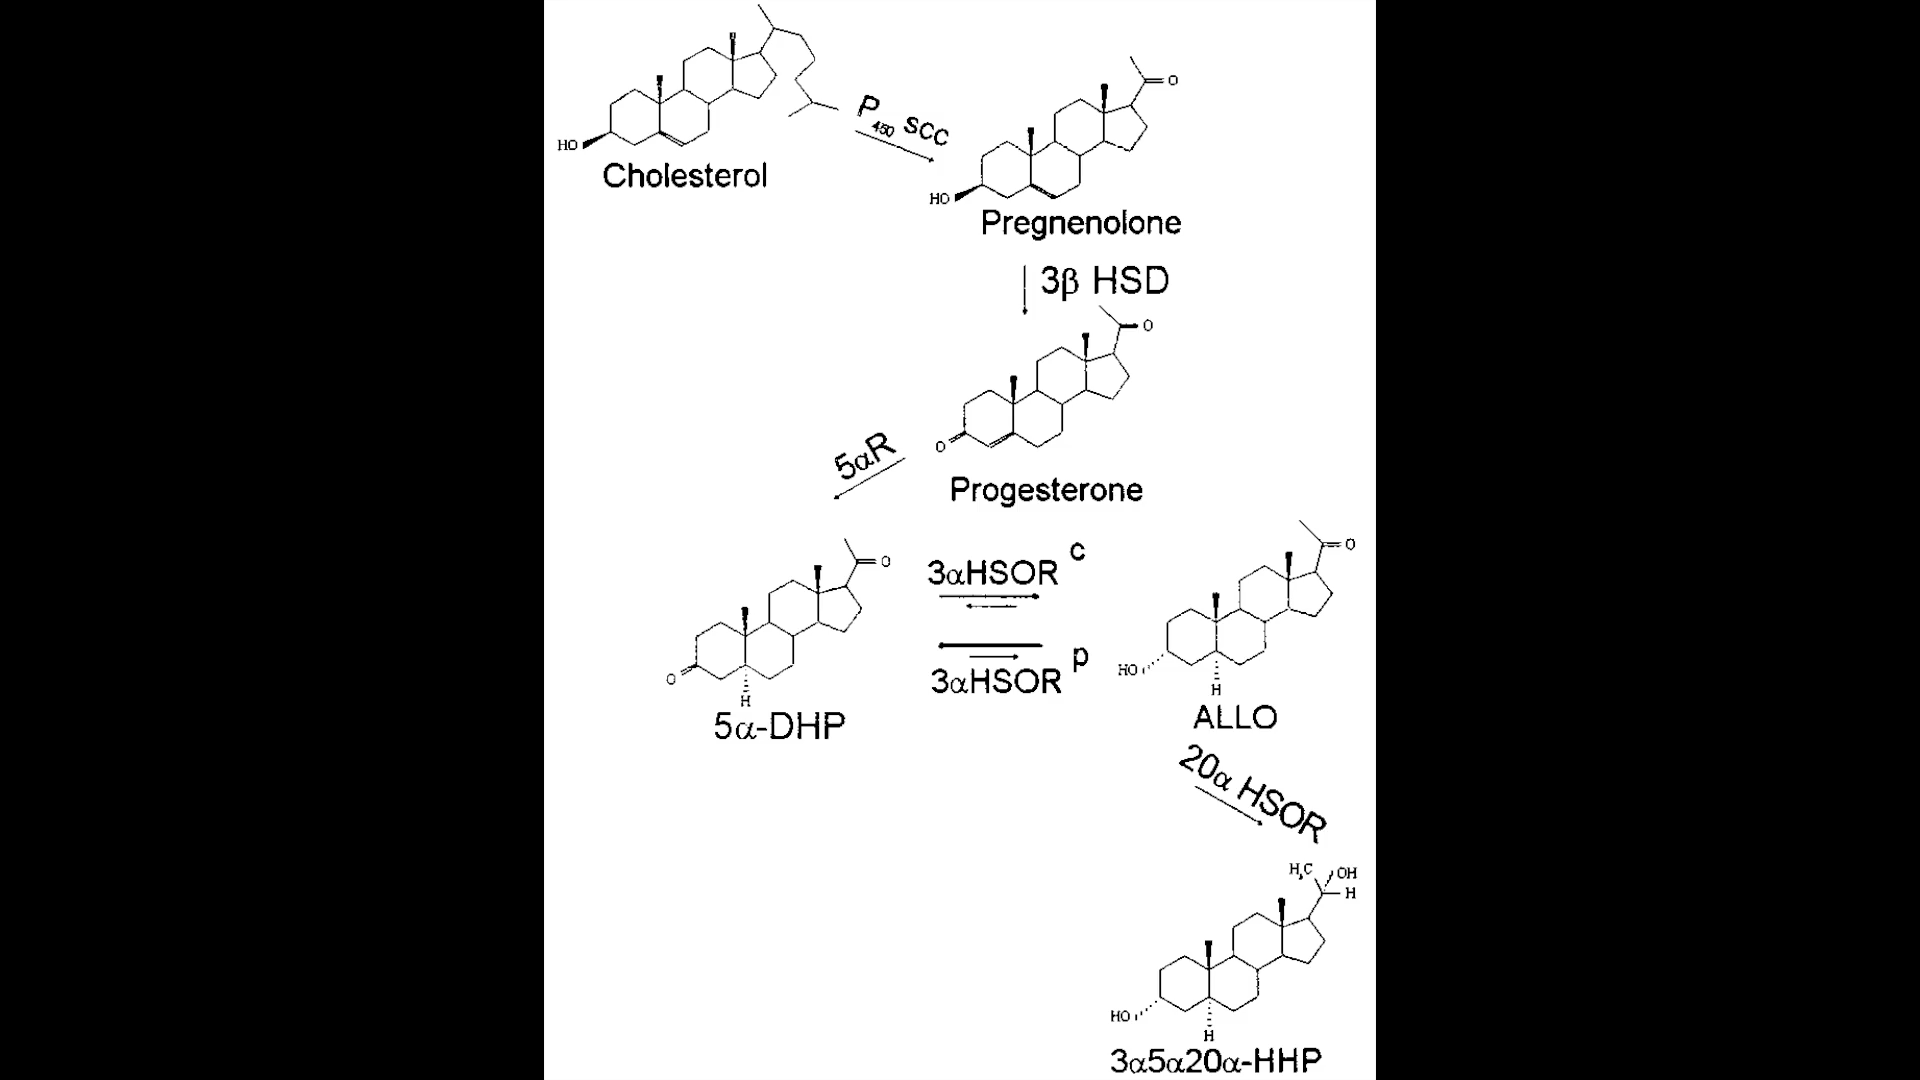 O
HO
P450 SCC
Cholesterol
O
HO
Pregnenolone
3β HSD
O
O
5αR
Progesterone
O
O
H
5α-DHP
3αHSOR c
3αHSOR p
O
HO
H
ALLO
20α HSOR
H3C
OH
H
HO
H
3α5α20α-HHP